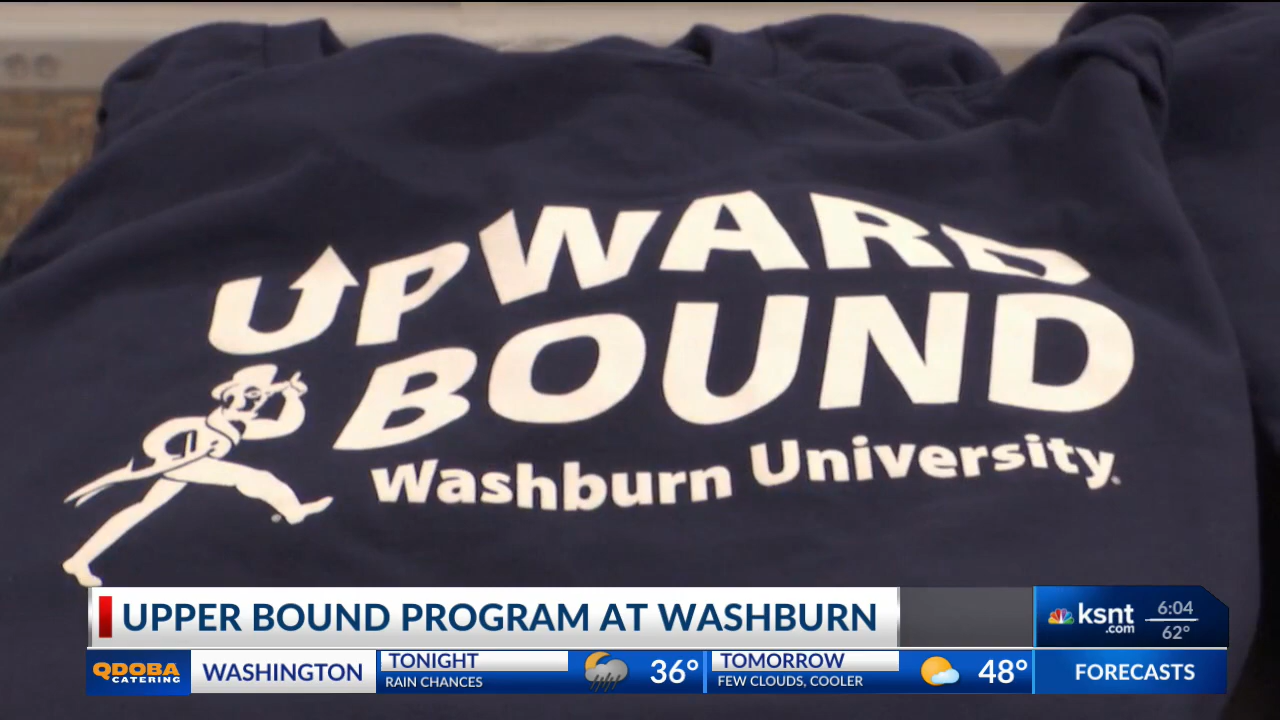 UPWARD
BOUND
Washburn University
UPPER BOUND PROGRAM AT WASHBURN
ksnt
.com
6:04
62°
QDOBA
CATERING
WASHINGTON
TONIGHT
RAIN CHANCES
36°
TOMORROW
FEW CLOUDS, COOLER
48°
FORECASTS